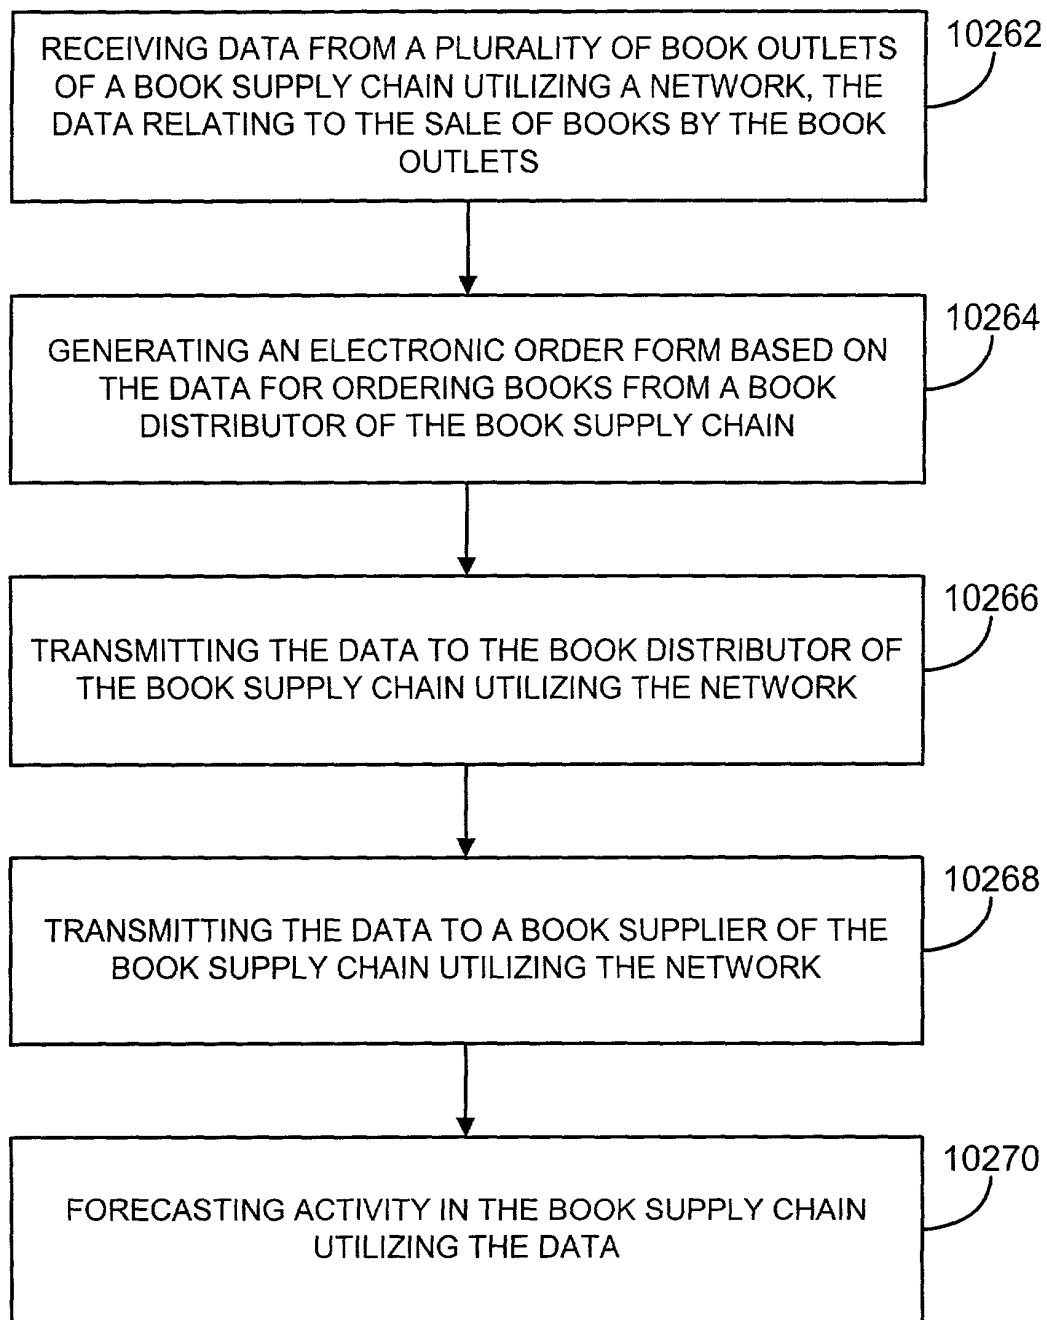 RECEIVING DATA FROM A PLURALITY OF BOOK OUTLETS
OF A BOOK SUPPLY CHAIN UTILIZING A NETWORK, THE
DATA RELATING TO THE SALE OF BOOKS BY THE BOOK
OUTLETS
10262
GENERATING AN ELECTRONIC ORDER FORM BASED ON
THE DATA FOR ORDERING BOOKS FROM A BOOK
DISTRIBUTOR OF THE BOOK SUPPLY CHAIN
10264
TRANSMITTING THE DATA TO THE BOOK DISTRIBUTOR OF
THE BOOK SUPPLY CHAIN UTILIZING THE NETWORK
10266
TRANSMITTING THE DATA TO A BOOK SUPPLIER OF THE
BOOK SUPPLY CHAIN UTILIZING THE NETWORK
10268
FORECASTING ACTIVITY IN THE BOOK SUPPLY CHAIN
UTILIZING THE DATA
10270